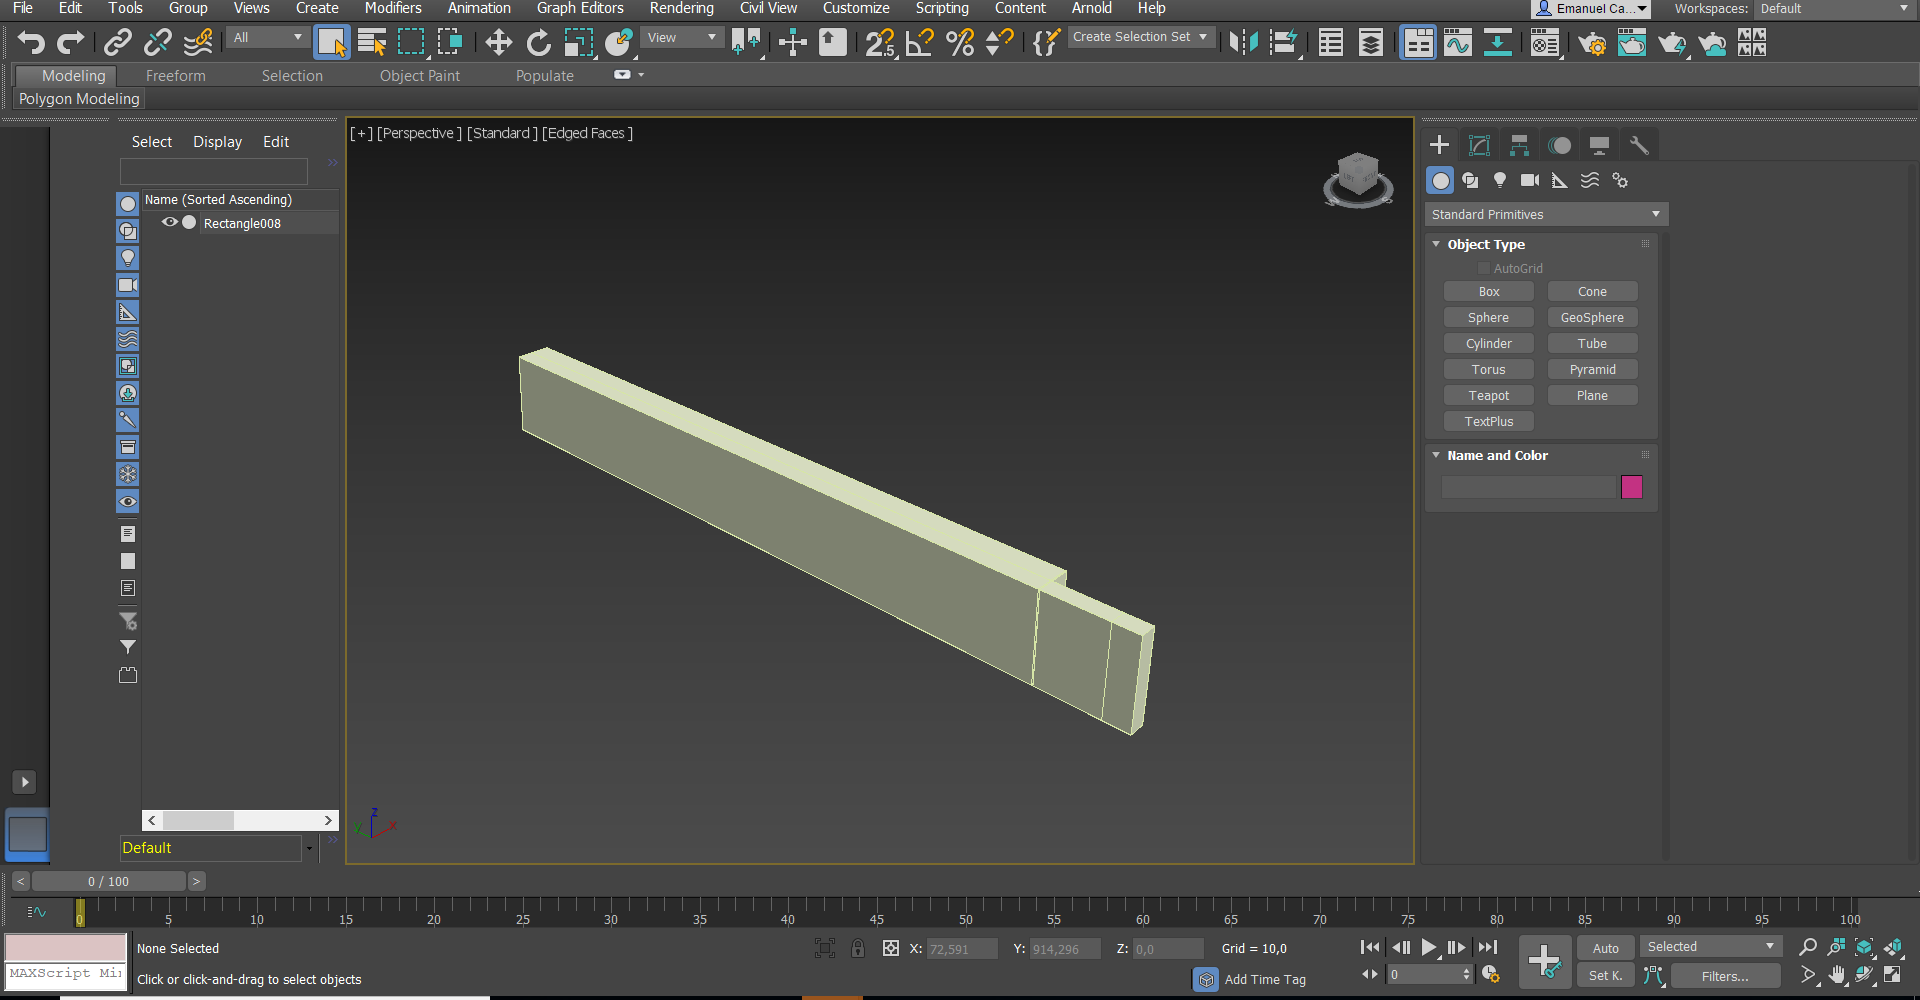 File Edit Tools Group Views Create Modifiers Animation Graph Editors Rendering Civil View Customize Scripting Content Arnold Help Emanuel Ca... Workspaces: Default
All View Create Selection Set
Modeling Freeform Selection Object Paint Populate
Polygon Modeling
Select Display Edit
[+] [Perspective ] [Standard ] [Edged Faces ]
Name (Sorted Ascending)
Rectangle008
Default
Standard Primitives
Object Type
AutoGrid
Box Cone
Sphere GeoSphere
Cylinder Tube
Torus Pyramid
Teapot Plane
TextPlus
Name and Color
z
x
y
< 0 / 100 >
0 5 10 15 20 25 30 35 40 45 50 55 60 65 70 75 80 85 90 95 100
None Selected X: 72,591 Y: 914,296 Z: 0,0 Grid = 10,0 Auto Selected
MAXScript Mi
Click or click-and-drag to select objects Add Time Tag 0 Set K. Filters...